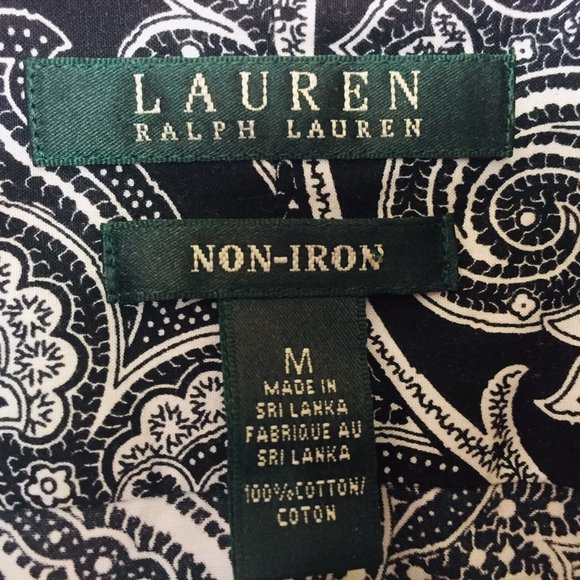 LAUREN
RALPH LAUREN
NON-IRON
M
MADE IN
SRI LANKA
FABRIQUE AU
SRI LANKA
100%COTTON/
COTON